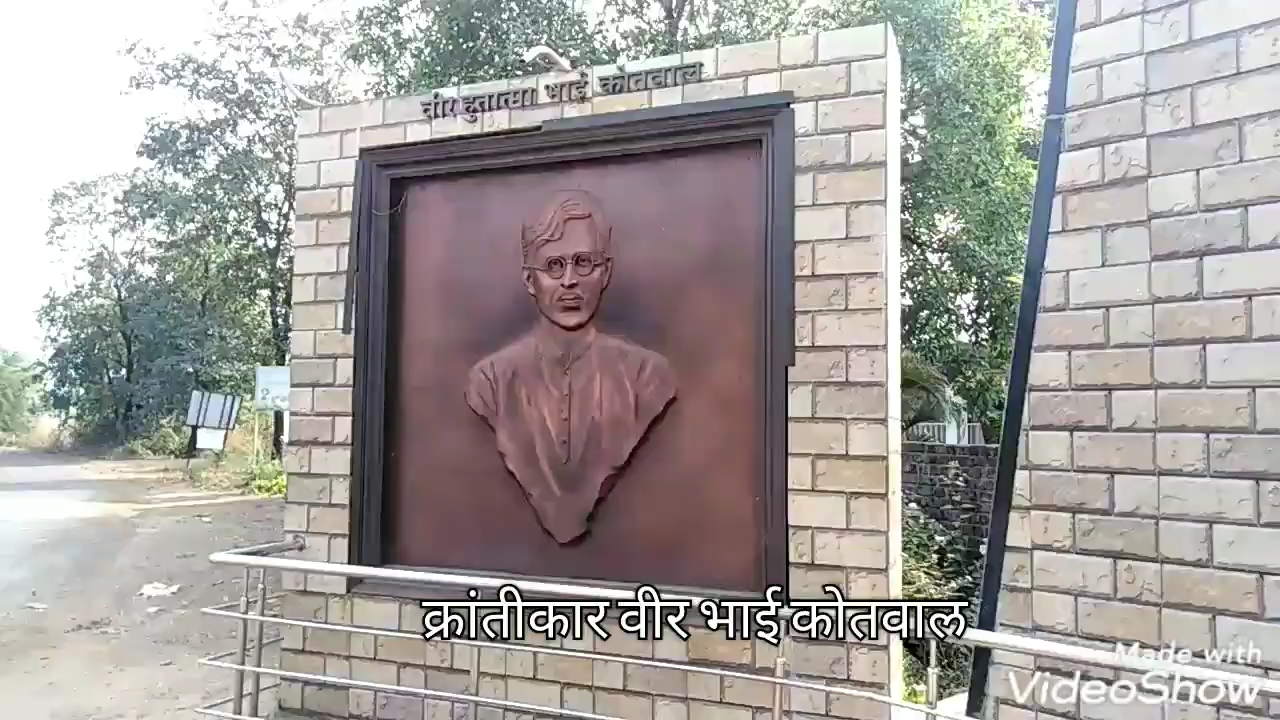 वीर हुतात्मा भाई कोतवाल
क्रांतीकार वीर भाई कोतवाल
Made with
VideoShow